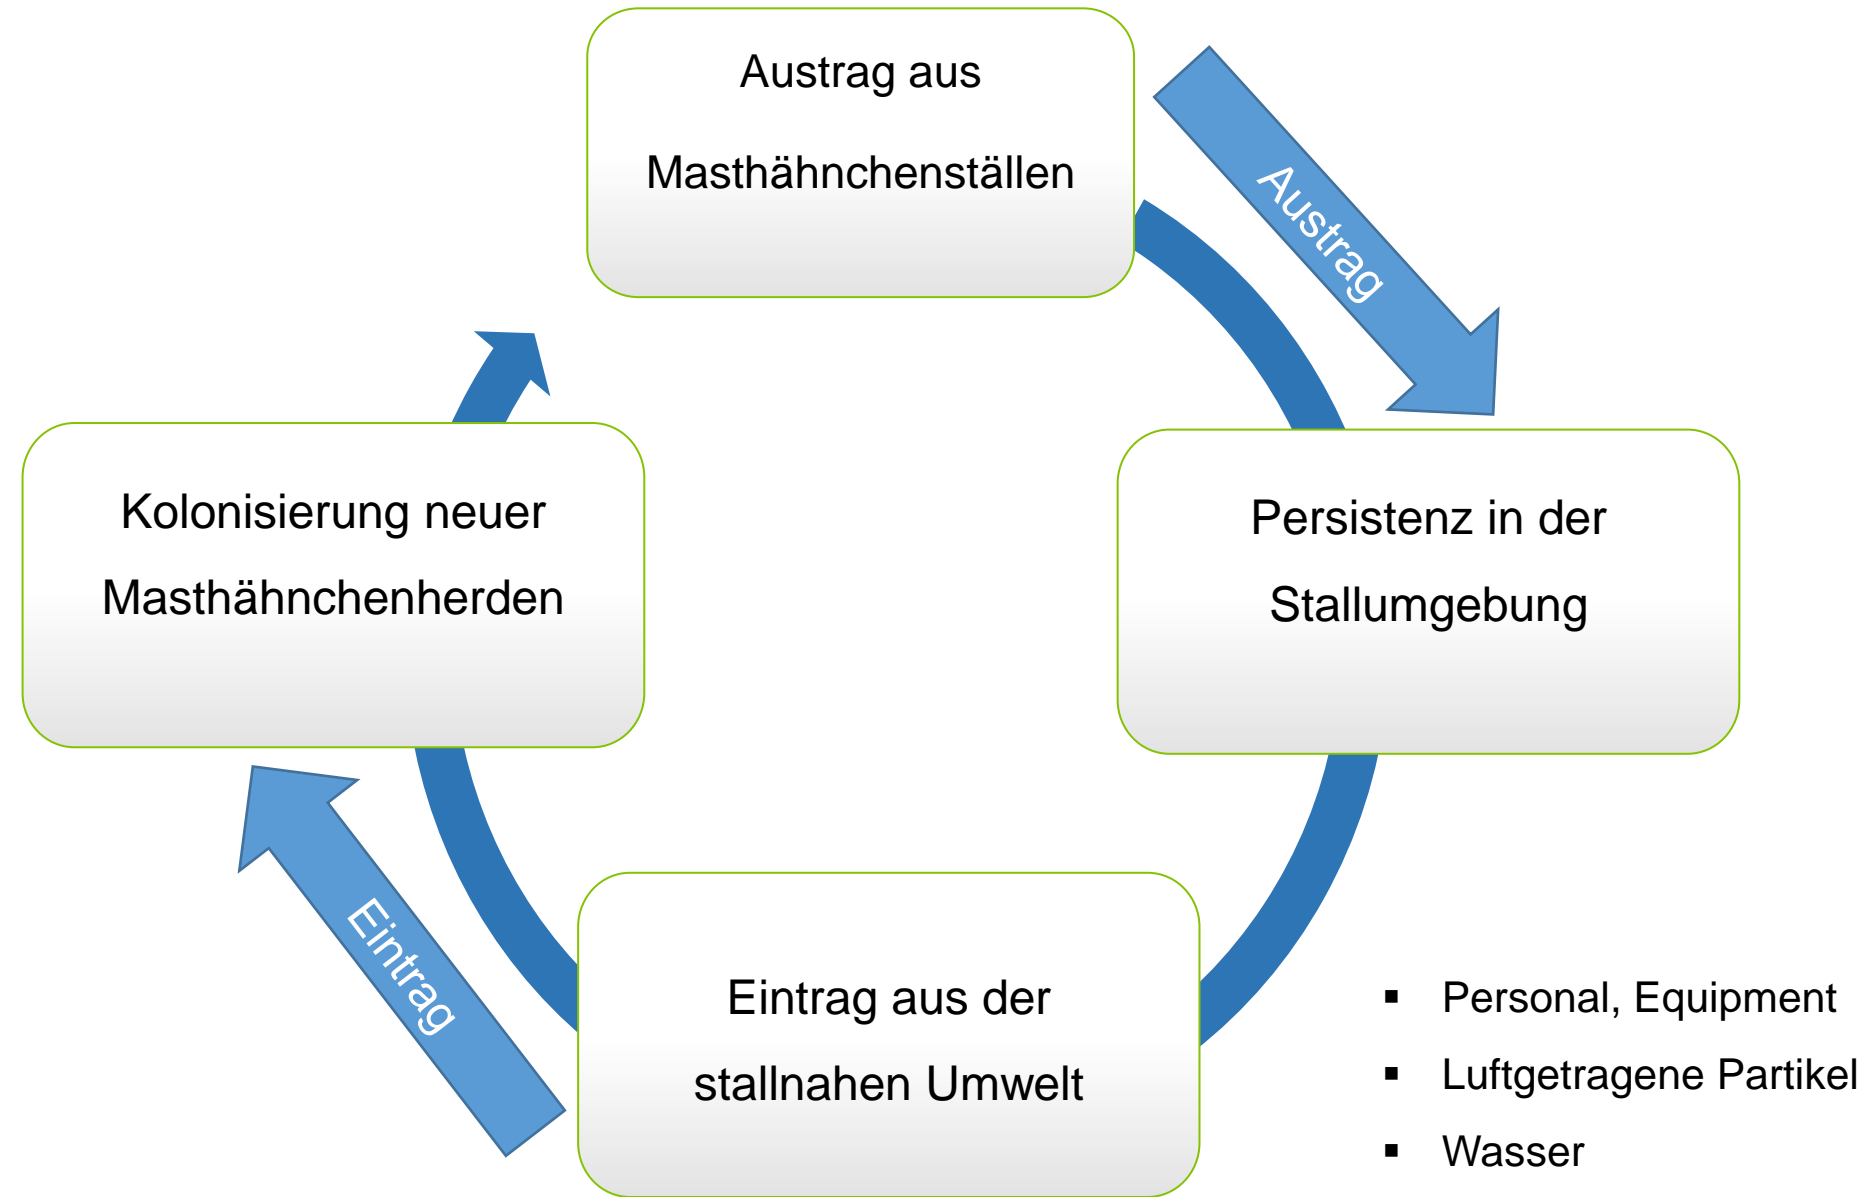 Austrag aus
Masthähnchenställen
Austrag
Persistenz in der
Stallumgebung
Kolonisierung neuer
Masthähnchenherden
Eintrag
Eintrag aus der
stallnahen Umwelt
▪ Personal, Equipment
▪ Luftgetragene Partikel
▪ Wasser